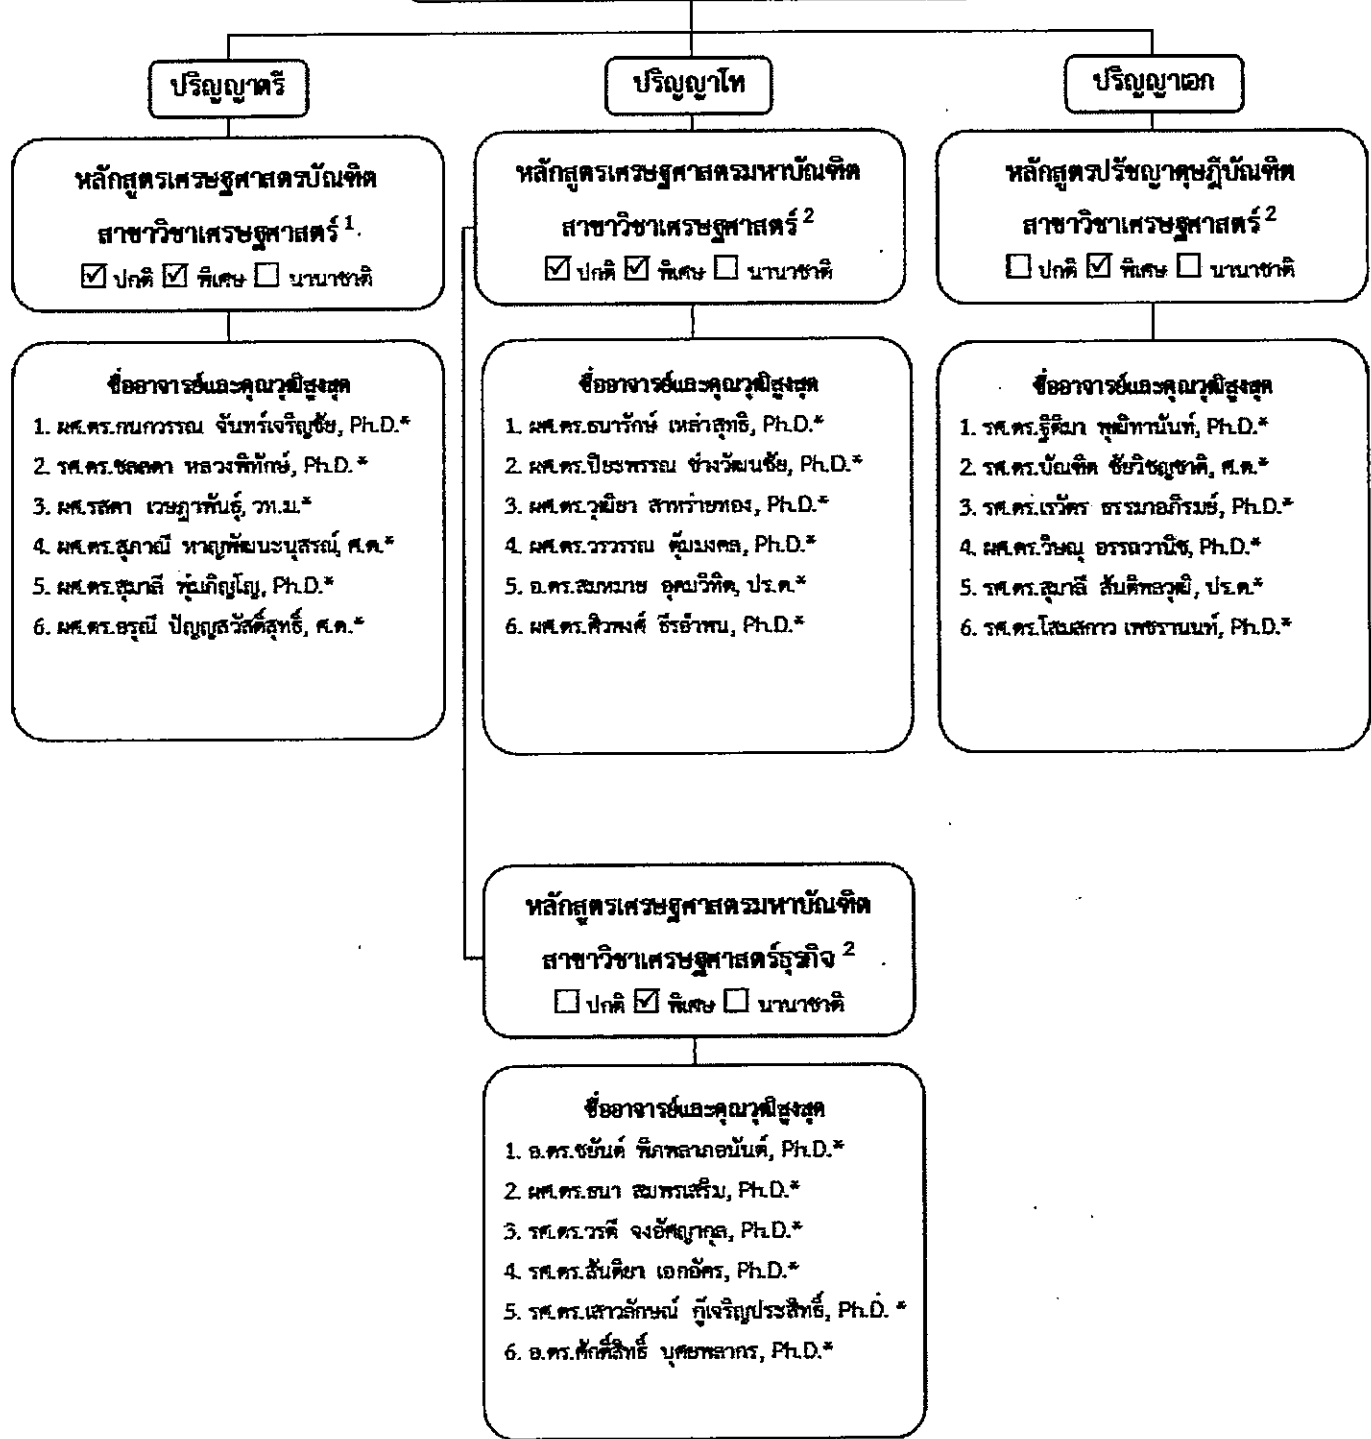 ปริญญาตรี
หลักสูตรเศรษฐศาสตรบัณฑิต
สาขาวิชาเศรษฐศาสตร์ 1
☑ ปกติ ☑ พิเศษ ☐ นานาชาติ
ชื่ออาจารย์และคุณวุฒิสูงสุด
1. ผศ.ดร.กนกวรรณ จันทร์เจริญชัย, Ph.D.*
2. รศ.ดร.ชลลดา หลวงพิทักษ์, Ph.D.*
3. ผศ.รสดา เวษฎาพันธุ์, วท.ม.*
4. ผศ.ดร.สุภาณี หาญพัฒนะนุสรณ์, ศ.ด.*
5. ผศ.ดร.สุมาลี พุ่มภิญโญ, Ph.D.*
6. ผศ.ดร.อรุณี ปัญญสวัสดิ์สุทธิ์, ศ.ด.*
ปริญญาโท
หลักสูตรเศรษฐศาสตรมหาบัณฑิต
สาขาวิชาเศรษฐศาสตร์ 2
☑ ปกติ ☑ พิเศษ ☐ นานาชาติ
ชื่ออาจารย์และคุณวุฒิสูงสุด
1. ผศ.ดร.ธนารักษ์ เหล่าสุทธิ, Ph.D.*
2. ผศ.ดร.ปิยะพรรณ ช่างวัฒนชัย, Ph.D.*
3. ผศ.ดร.วุฒิยา สาหร่ายทอง, Ph.D.*
4. ผศ.ดร.วรวรรณ ตุ้มมงคล, Ph.D.*
5. อ.ดร.สมหมาย อุดมวิทิต, ปร.ด.*
6. ผศ.ดร.ศิวพงศ์ ธีรอำพน, Ph.D.*
หลักสูตรเศรษฐศาสตรมหาบัณฑิต
สาขาวิชาเศรษฐศาสตร์ธุรกิจ 2
☐ ปกติ ☑ พิเศษ ☐ นานาชาติ
ชื่ออาจารย์และคุณวุฒิสูงสุด
1. อ.ดร.ชยันต์ พิภพลาภอนันต์, Ph.D.*
2. ผศ.ดร.ธนา สมพรเสริม, Ph.D.*
3. รศ.ดร.วรดี จงอัศญากุล, Ph.D.*
4. รศ.ดร.สันติยา เอกอัคร, Ph.D.*
5. รศ.ดร.เสาวลักษณ์ กู้เจริญประสิทธิ์, Ph.D. *
6. อ.ดร.ศักดิ์สิทธิ์ บุศยพลากร, Ph.D.*
ปริญญาเอก
หลักสูตรปรัชญาดุษฎีบัณฑิต
สาขาวิชาเศรษฐศาสตร์ 2
☐ ปกติ ☑ พิเศษ ☐ นานาชาติ
ชื่ออาจารย์และคุณวุฒิสูงสุด
1. รศ.ดร.ฐิติมา พุฒิทานันท์, Ph.D.*
2. รศ.ดร.บัณฑิต ชัยวิชญชาติ, ศ.ด.*
3. รศ.ดร.เรวัตร ธรรมาอภิรมย์, Ph.D.*
4. ผศ.ดร.วิษณุ อรรถวานิช, Ph.D.*
5. รศ.ดร.สุมาลี สันติพลวุฒิ, ปร.ด.*
6. รศ.ดร.โสมสกาว เพชรานนท์, Ph.D.*